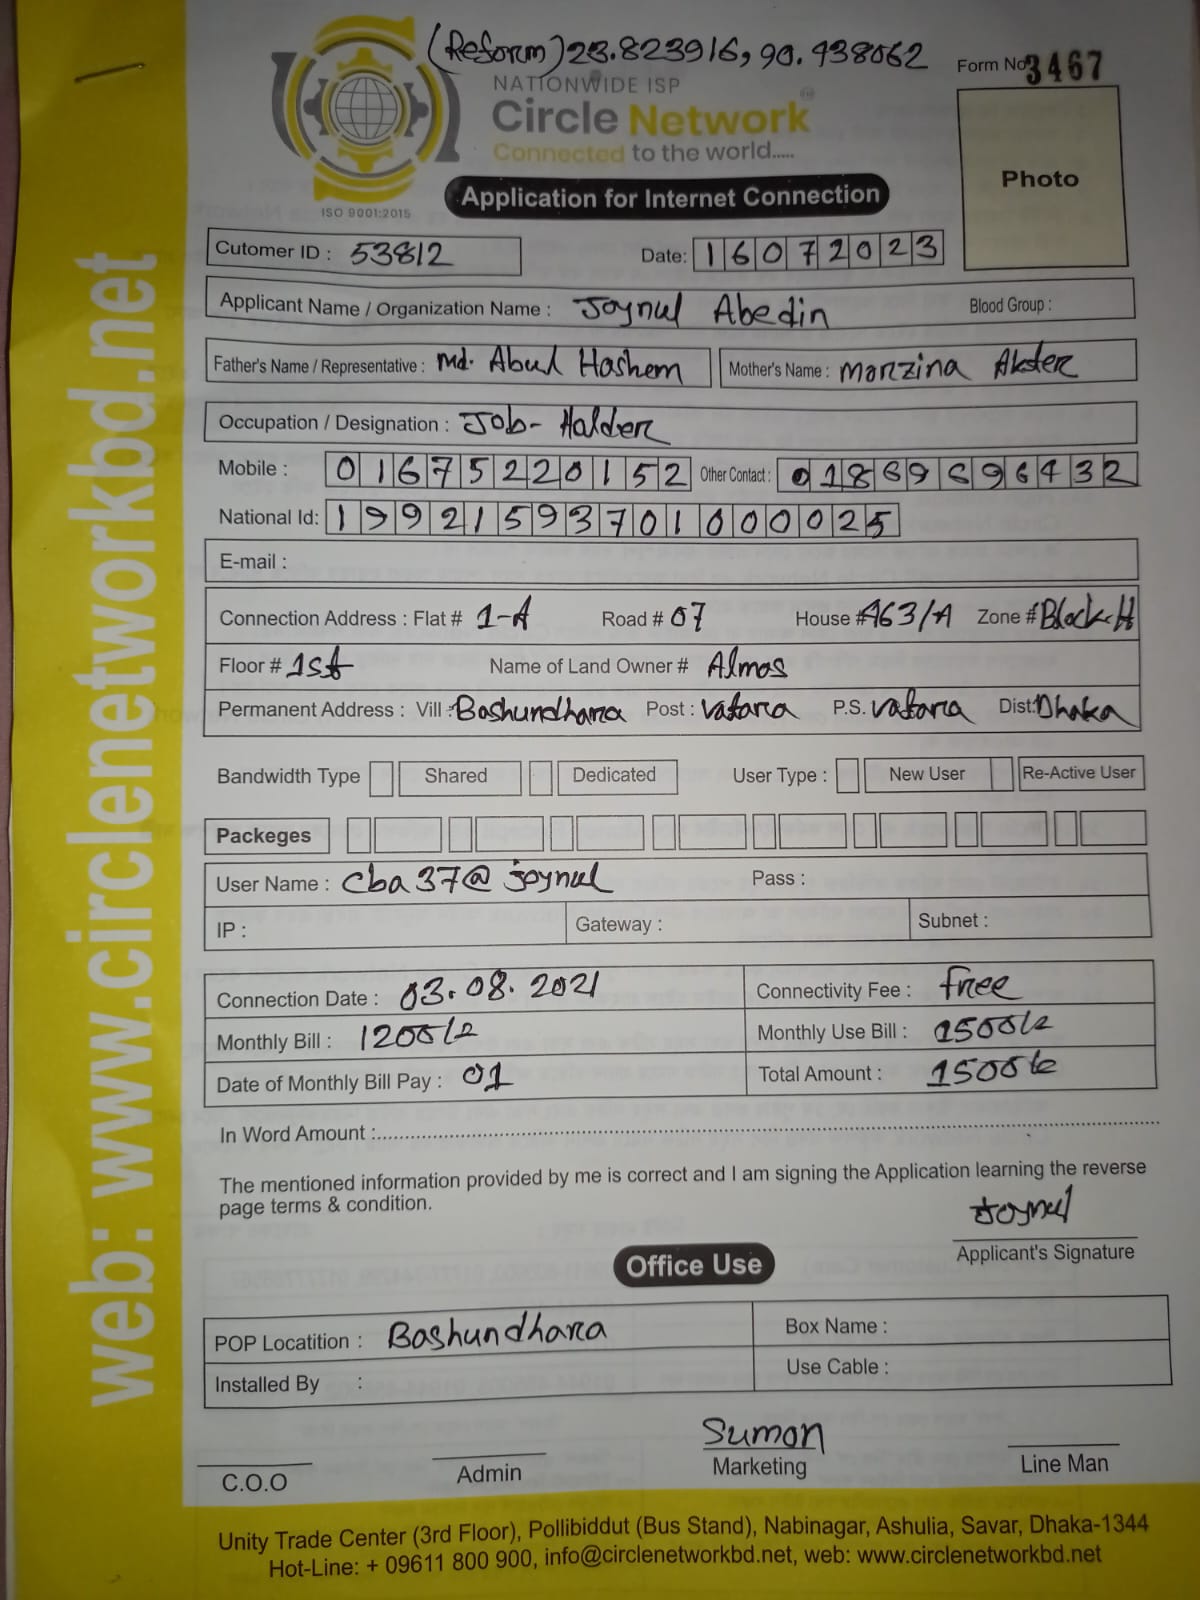 (Reform) 23.823916, 90.438062
Form No 3467
NATIONWIDE ISP
Circle Network
Connected to the world.....
ISO 9001:2015
Application for Internet Connection
Photo
Cutomer ID : 53812
Date: 16072023
Applicant Name / Organization Name : Joynul Abedin Blood Group :
Father's Name / Representative : Md. Abul Hashem Mother's Name : Marzina Akter
Occupation / Designation : Job-Halder
Mobile : 01675220152 Other Contact : 01869696432
National Id: 19921593701000025
E-mail :
Connection Address : Flat # 1-A Road # 07 House # 463/A Zone # Block-H
Floor # 1st Name of Land Owner # Almas
Permanent Address : Vill : Bashundhara Post : Vatara P.S. Vatara Dist: Dhaka
Bandwidth Type Shared Dedicated User Type : New User Re-Active User
Packeges
User Name : cba37@joynul Pass :
IP : Gateway : Subnet :
Connection Date : 03.08.2021 Connectivity Fee : free
Monthly Bill : 1200tk Monthly Use Bill : 1500tk
Date of Monthly Bill Pay : 01 Total Amount : 1500tk
In Word Amount :
The mentioned information provided by me is correct and I am signing the Application learning the reverse
page terms & condition.
Joynul
Applicant's Signature
Office Use
POP Locatition : Bashundhara Box Name :
Installed By : Use Cable :
Sumon
C.O.O Admin Marketing Line Man
Unity Trade Center (3rd Floor), Pollibiddut (Bus Stand), Nabinagar, Ashulia, Savar, Dhaka-1344
Hot-Line: + 09611 800 900, info@circlenetworkbd.net, web: www.circlenetworkbd.net
web: www.circlenetworkbd.net